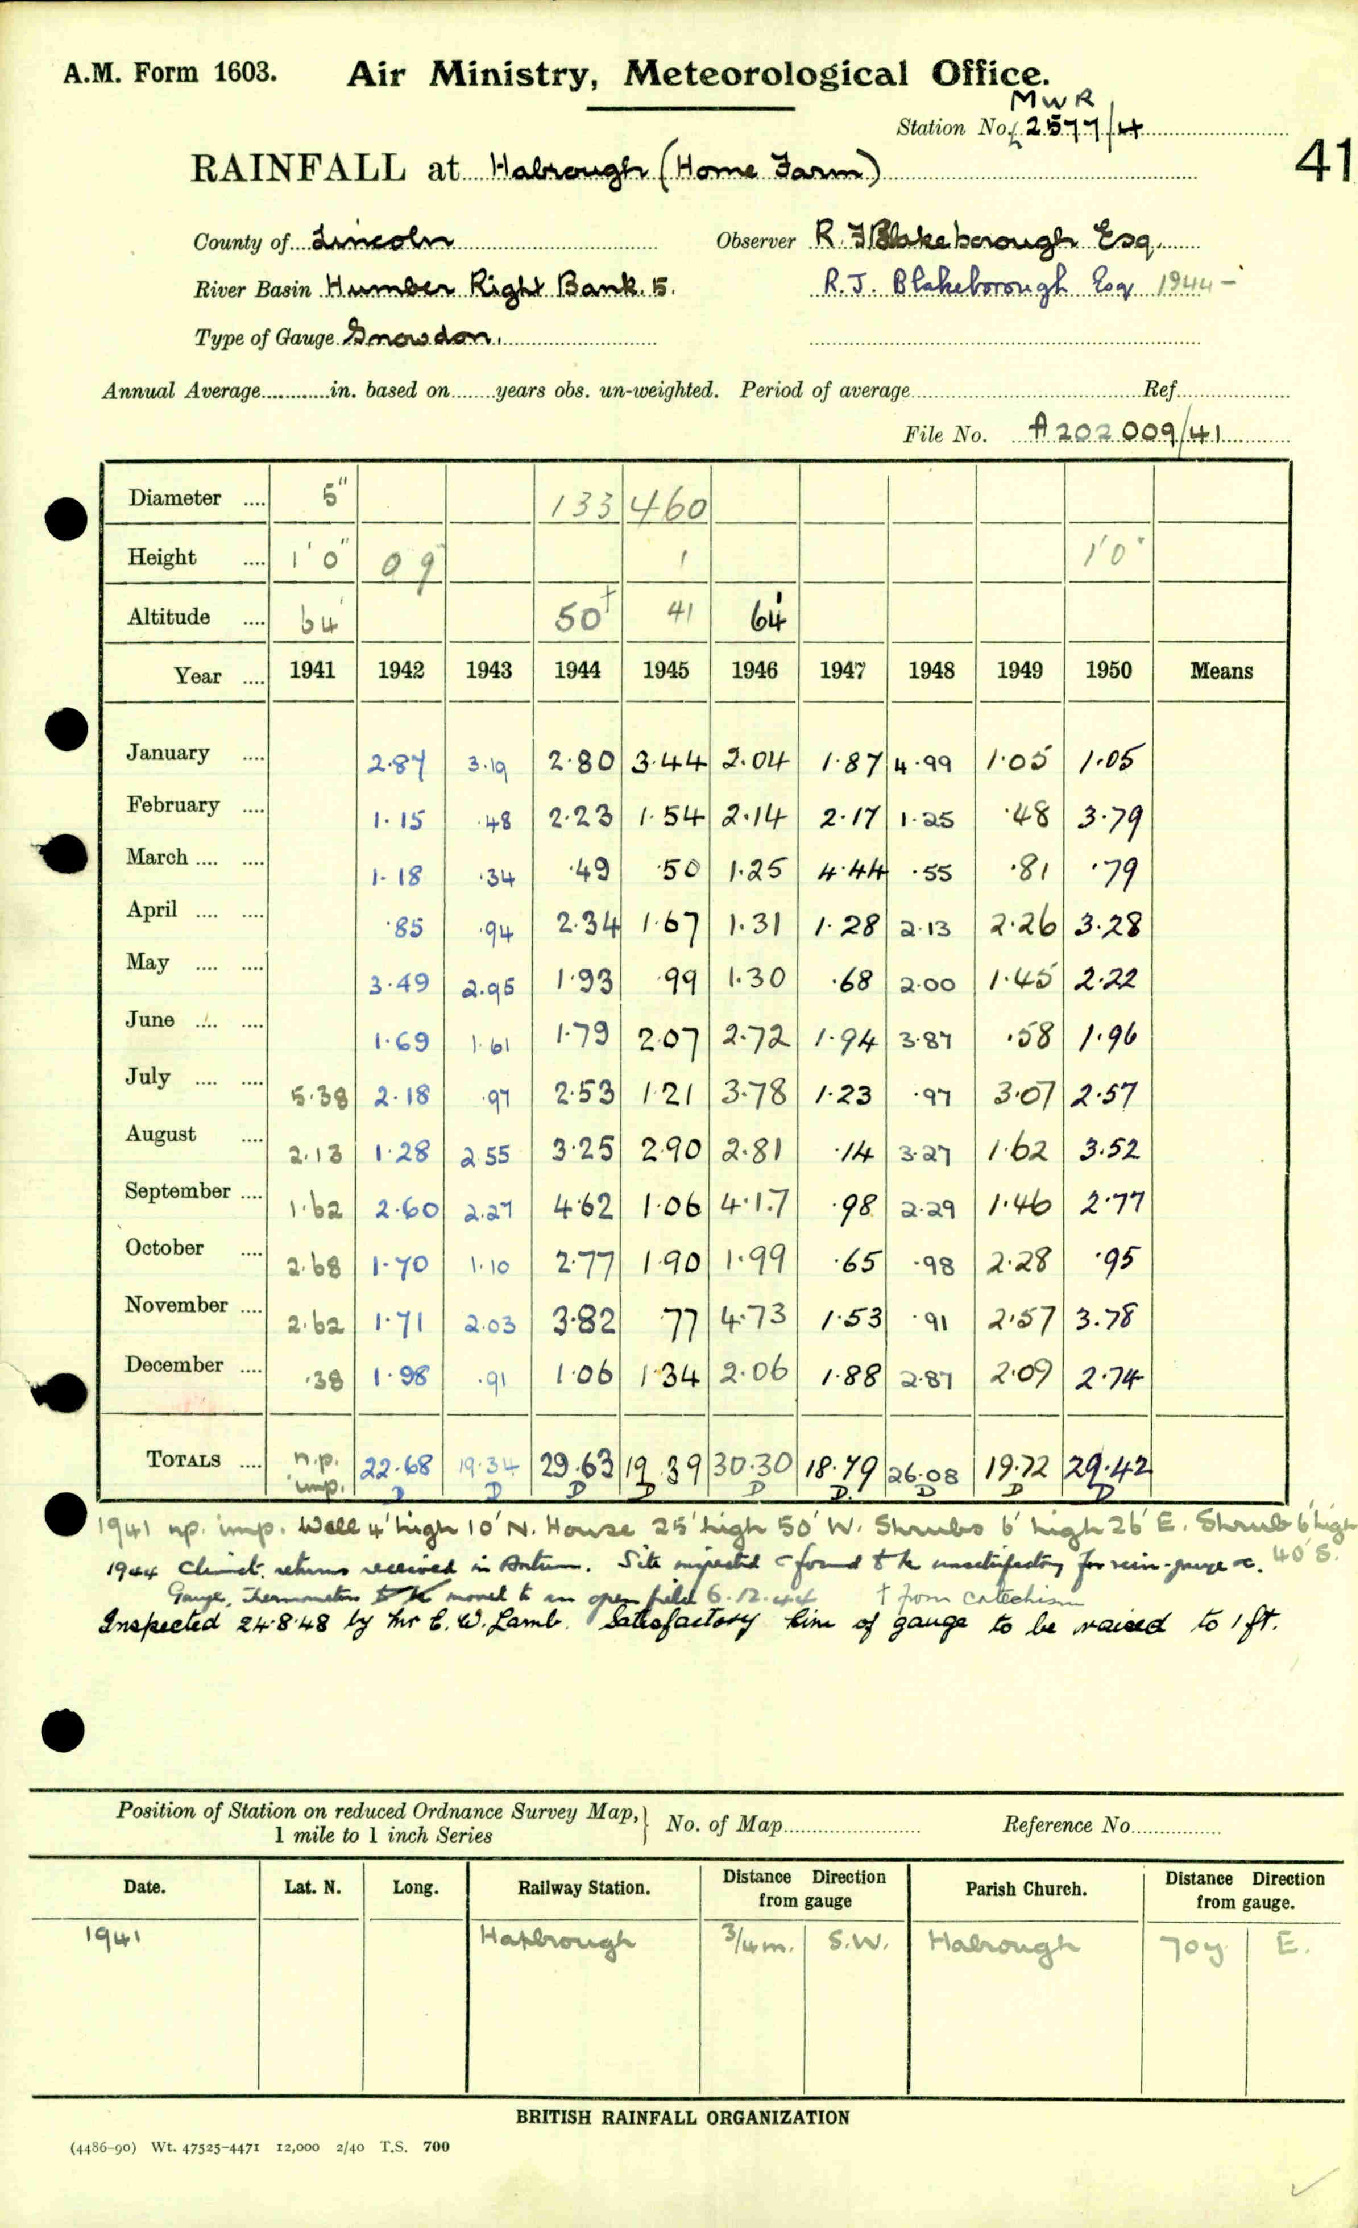 A.M. Form 1603. Air Ministry, Meteorological Office.
MWR
Station No. 2577/4
41
RAINFALL at Habrough (Home Farm)
County of Lincoln Observer R. F Blakeborough Esq.
River Basin Humber Right Bank. 5. R. J. Blakeborough Esq 1944 -
Type of Gauge Snowdon.
Annual Average in. based on years obs. un-weighted. Period of average Ref.
File No. A202009/41
Diameter 5" 133 460
Height 1'0" 09 1 1'0"
Altitude 64' 50† 41 64'
Year 1941 1942 1943 1944 1945 1946 1947 1948 1949 1950 Means
January 2.87 3.19 2.80 3.44 2.04 1.87 4.99 1.05 1.05
February 1.15 .48 2.23 1.54 2.14 2.17 1.25 .48 3.79
March 1.18 .34 .49 .50 1.25 4.44 .55 .81 .79
April .85 .94 2.34 1.67 1.31 1.28 2.13 2.26 3.28
May 3.49 2.95 1.93 .99 1.30 .68 2.00 1.45 2.22
June 1.69 1.61 1.79 2.07 2.72 1.94 3.87 .58 1.96
July 5.38 2.18 .97 2.53 1.21 3.78 1.23 .97 3.07 2.57
August 2.13 1.28 2.55 3.25 2.90 2.81 .14 3.27 1.62 3.52
September 1.62 2.60 2.27 4.62 1.06 4.17 .98 2.29 1.46 2.77
October 2.68 1.70 1.10 2.77 1.90 1.99 .65 .98 2.28 .95
November 2.62 1.71 2.03 3.82 77 4.73 1.53 .91 2.57 3.78
December .38 1.98 .91 1.06 1.34 2.06 1.88 2.87 2.09 2.74
TOTALS n.p. 22.68 19.34 29.63 19.39 30.30 18.79 26.08 19.72 29.42
imp. D D D D D D. D D D
1941 np. imp. Wall 4' high 10' N. House 25' high 50' W. Shrubs 6' high 26' E. Shrub 6' high
40' S.
1944 Climat. returns received in Autumn. Site inspected & found to be unsatisfactory for rain-gauge &c.
Gauge, Thermometers moved to an open field 6.12.44 † from catechism
Inspected 24.8.48 by Mr E. W. Lamb. Satisfactory Rim of gauge to be raised to 1 ft.
Position of Station on reduced Ordnance Survey Map, 1 mile to 1 inch Series } No. of Map Reference No.
Date. Lat. N. Long. Railway Station. Distance Direction from gauge Parish Church. Distance Direction from gauge.
1941 Habrough 3/4 m. S.W. Habrough 70y E.
BRITISH RAINFALL ORGANIZATION
(4486-90) Wt. 47525-4471 12,000 2/40 T.S. 700